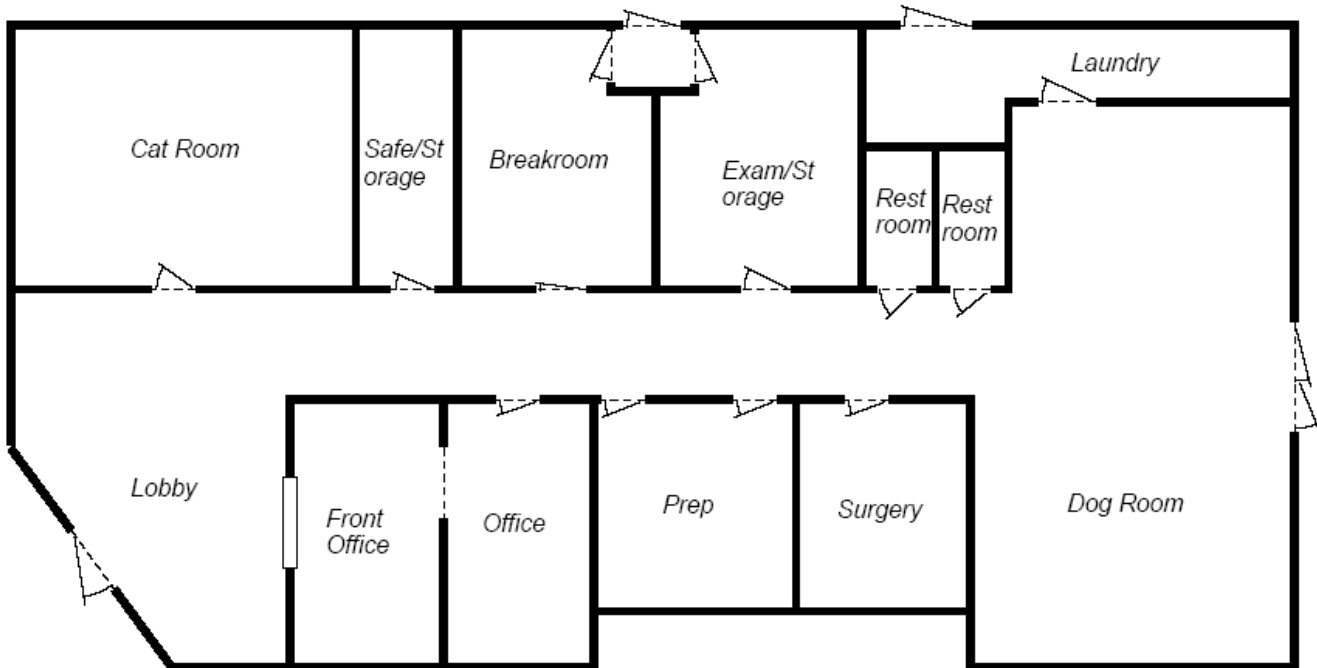 Laundry
Cat Room
Safe/St
orage
Breakroom
Exam/St
orage
Rest
room
Rest
room
Lobby
Front
Office
Office
Prep
Surgery
Dog Room